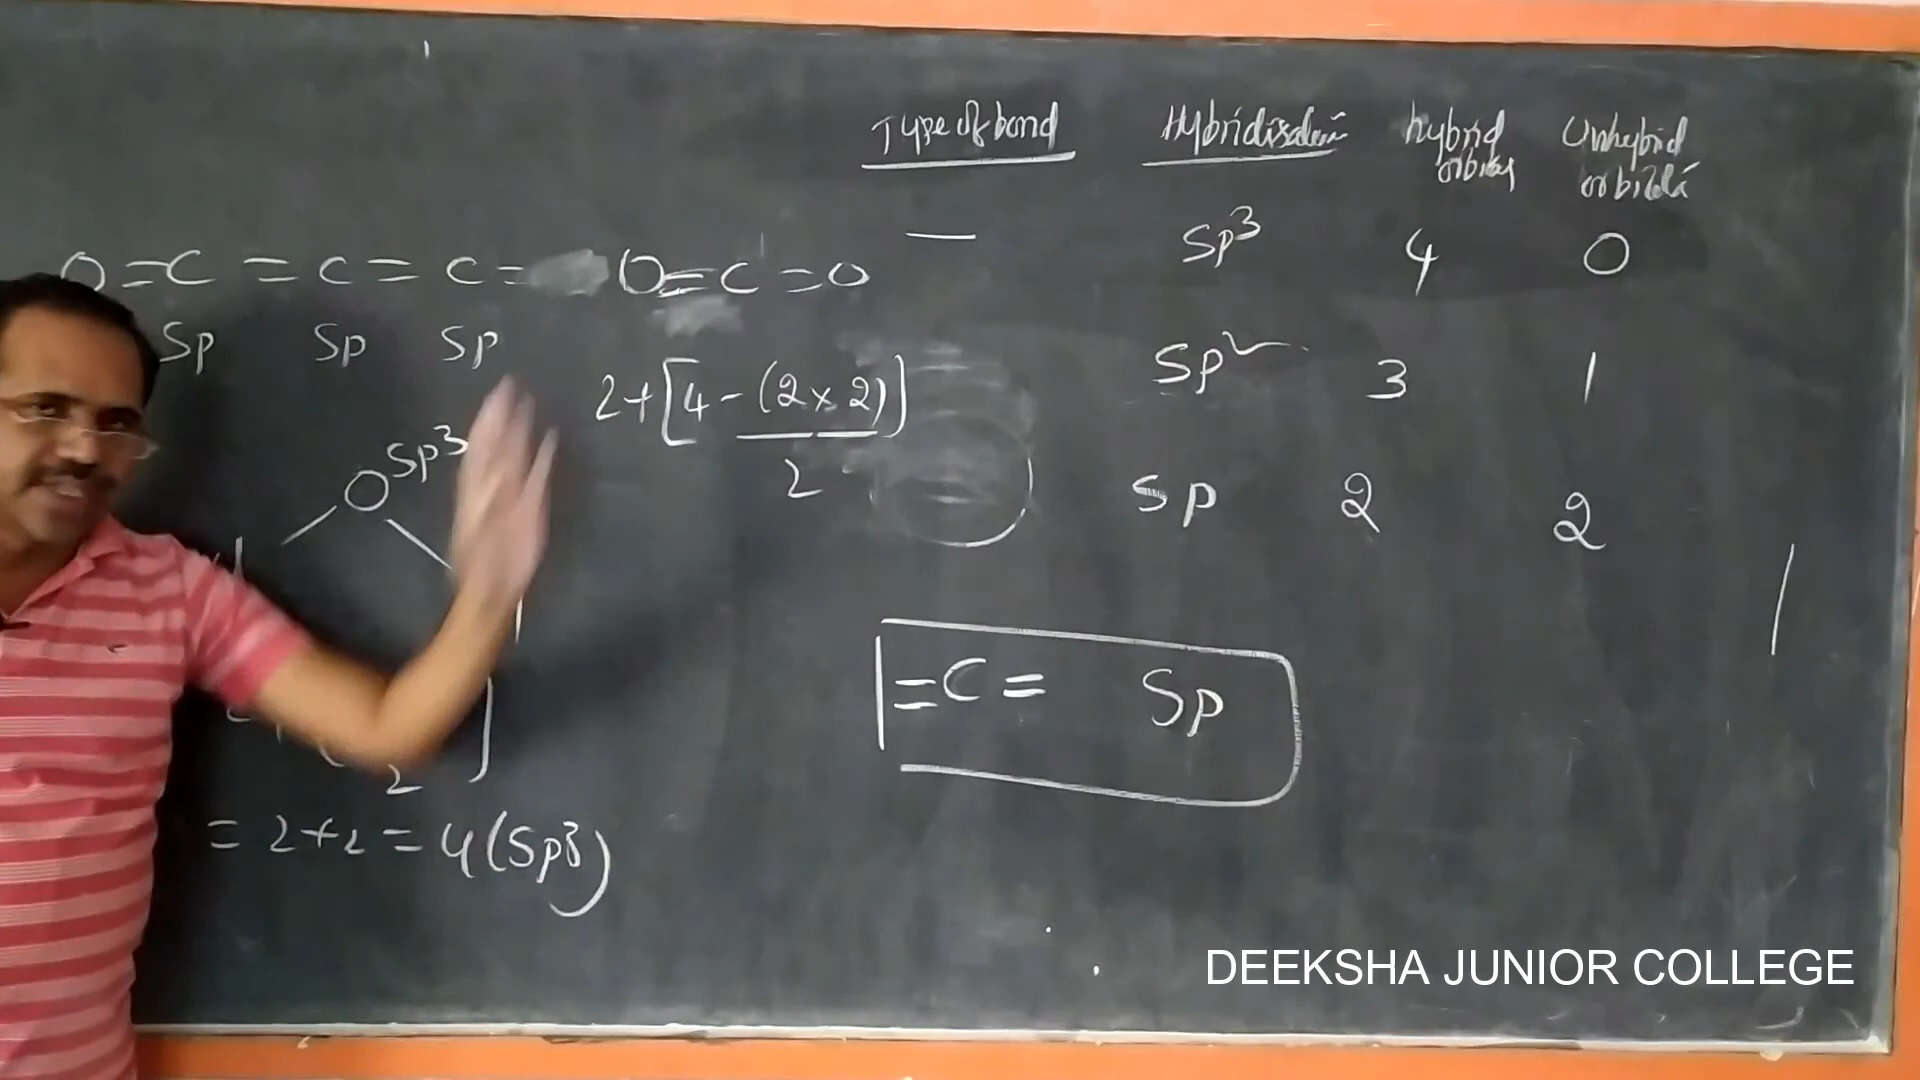 Type of bond Hybridisation hybrid Unhybrid
orbitals
— Sp³ 4 0
O=C=C=C= O=C=O
Sp Sp Sp
Sp² 3 1
2+[4-(2×2)]
2
Sp³
O
Sp 2 2
=C= Sp
2
= 2+2 = 4(Sp³)
DEEKSHA JUNIOR COLLEGE